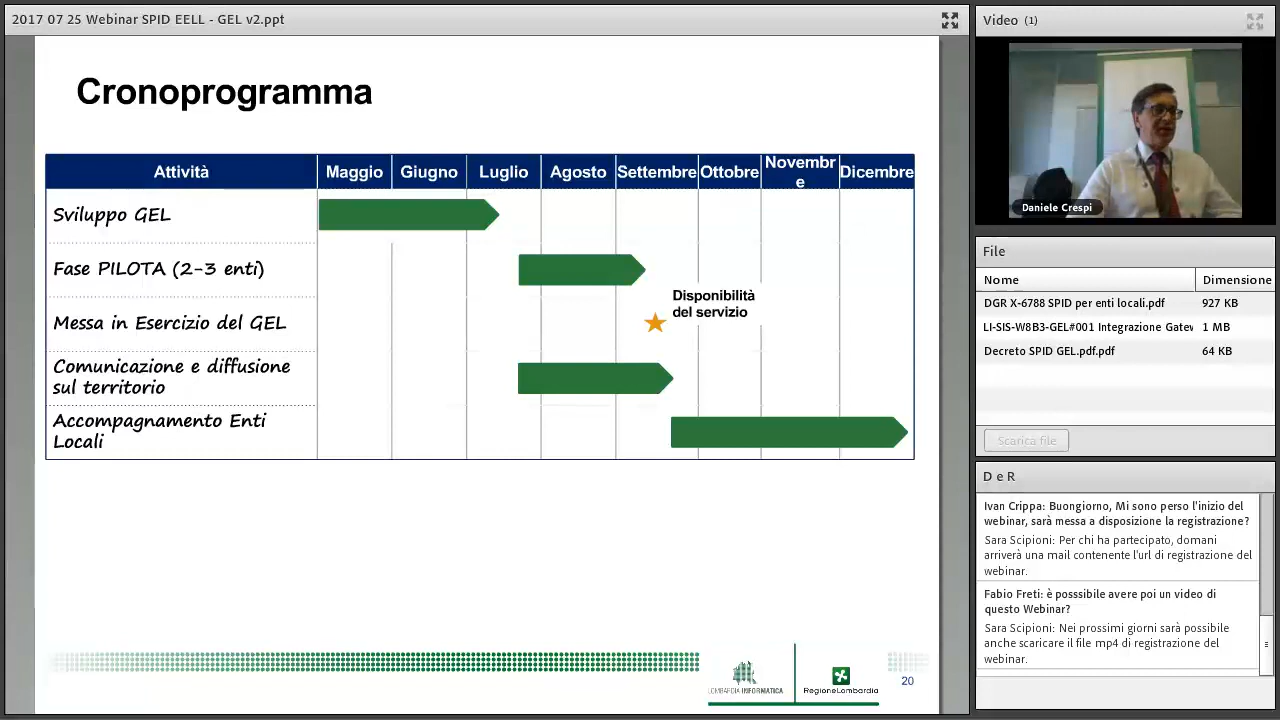 2017 07 25 Webinar SPID EELL - GEL v2.ppt
Cronoprogramma
Attività Maggio Giugno Luglio Agosto Settembre Ottobre Novembr
e Dicembre
Sviluppo GEL
Fase PILOTA (2-3 enti)
Disponibilità
del servizio
Messa in Esercizio del GEL
Comunicazione e diffusione
sul territorio
Accompagnamento Enti
Locali
LOMBARDIA INFORMATICA
RegioneLombardia
20
Video (1)
Daniele Crespi
File
Nome Dimensione
DGR X-6788 SPID per enti locali.pdf 927 KB
LI-SIS-W8B3-GEL#001 Integrazione Gatew 1 MB
Decreto SPID GEL.pdf.pdf 64 KB
Scarica file
D e R
Ivan Crippa: Buongiorno, Mi sono perso l'inizio del
webinar, sarà messa a disposizione la registrazione?
Sara Scipioni: Per chi ha partecipato, domani
arriverà una mail contenente l'url di registrazione del
webinar.
Fabio Freti: è posssibile avere poi un video di
questo Webinar?
Sara Scipioni: Nei prossimi giorni sarà possibile
anche scaricare il file mp4 di registrazione del
webinar.